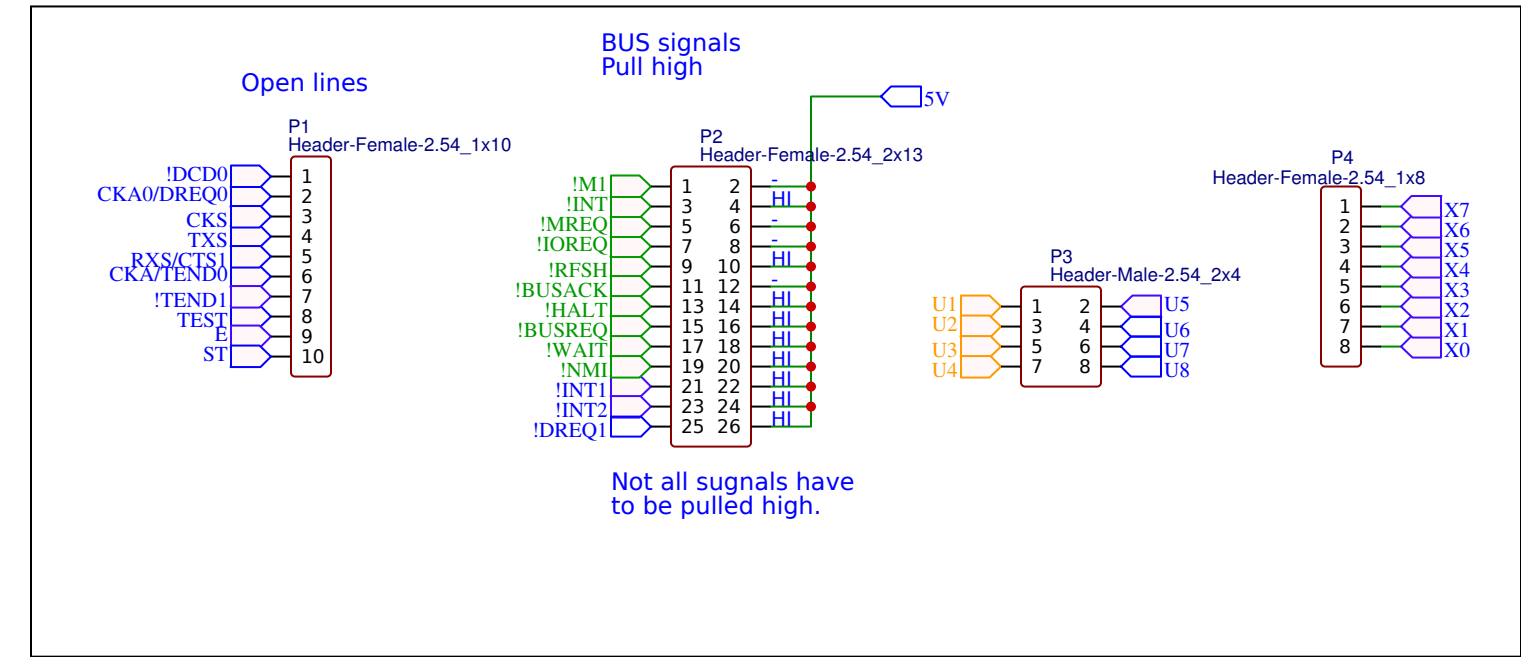 BUS signals
Pull high
Open lines
5V
P1
Header-Female-2.54_1x10
!DCD0 1
CKA0/DREQ0 2
CKS 3
TXS 4
RXS/CTS1 5
CKA/TEND0 6
!TEND1 7
TEST 8
E 9
ST 10
P2
Header-Female-2.54_2x13
!M1 1 2 -
!INT 3 4 HI
!MREQ 5 6 -
!IOREQ 7 8 -
!RFSH 9 10 HI
!BUSACK 11 12 -
!HALT 13 14 HI
!BUSREQ 15 16 HI
!WAIT 17 18 HI
!NMI 19 20 HI
!INT1 21 22 HI
!INT2 23 24 HI
!DREQ1 25 26 HI
Not all sugnals have
to be pulled high.
P3
Header-Male-2.54_2x4
U1 1 2 U5
U2 3 4 U6
U3 5 6 U7
U4 7 8 U8
P4
Header-Female-2.54_1x8
1 X7
2 X6
3 X5
4 X4
5 X3
6 X2
7 X1
8 X0